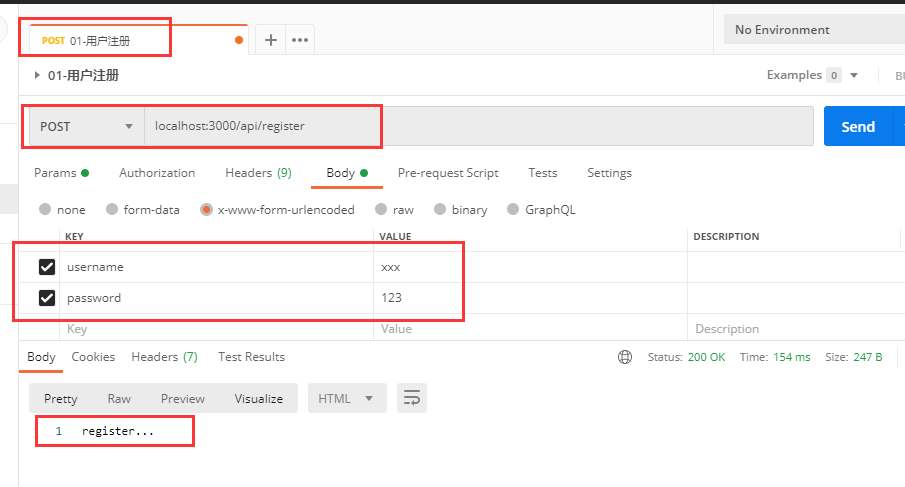 POST 01-用户注册
No Environment
01-用户注册
Examples 0
BU
POST localhost:3000/api/register
Send
Params Authorization Headers (9) Body Pre-request Script Tests Settings
none form-data x-www-form-urlencoded raw binary GraphQL
KEY VALUE DESCRIPTION
username xxx
password 123
Key Value Description
Body Cookies Headers (7) Test Results Status: 200 OK Time: 154 ms Size: 247 B
Pretty Raw Preview Visualize HTML
1 register...